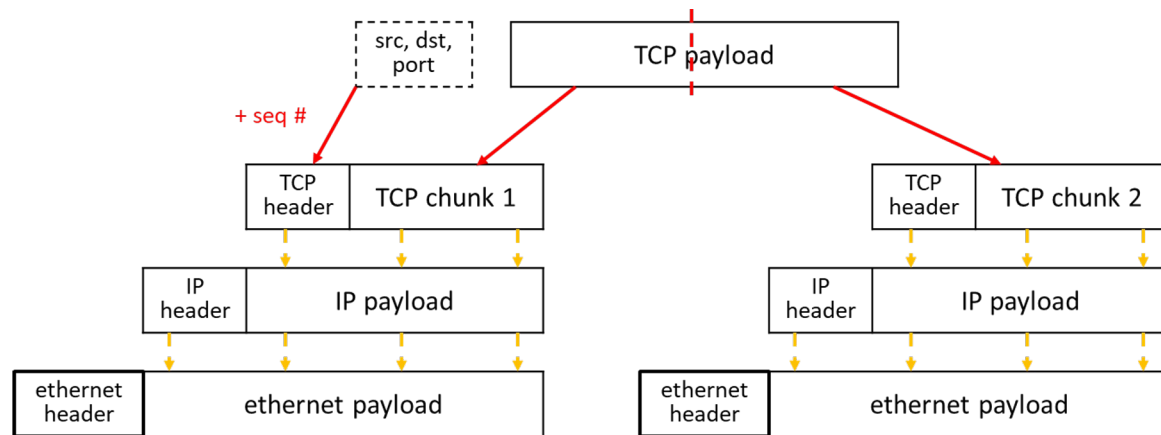 src, dst,
port
TCP payload
+ seq #
TCP
header
TCP chunk 1
TCP
header
TCP chunk 2
IP
header
IP payload
IP
header
IP payload
ethernet
header
ethernet payload
ethernet
header
ethernet payload